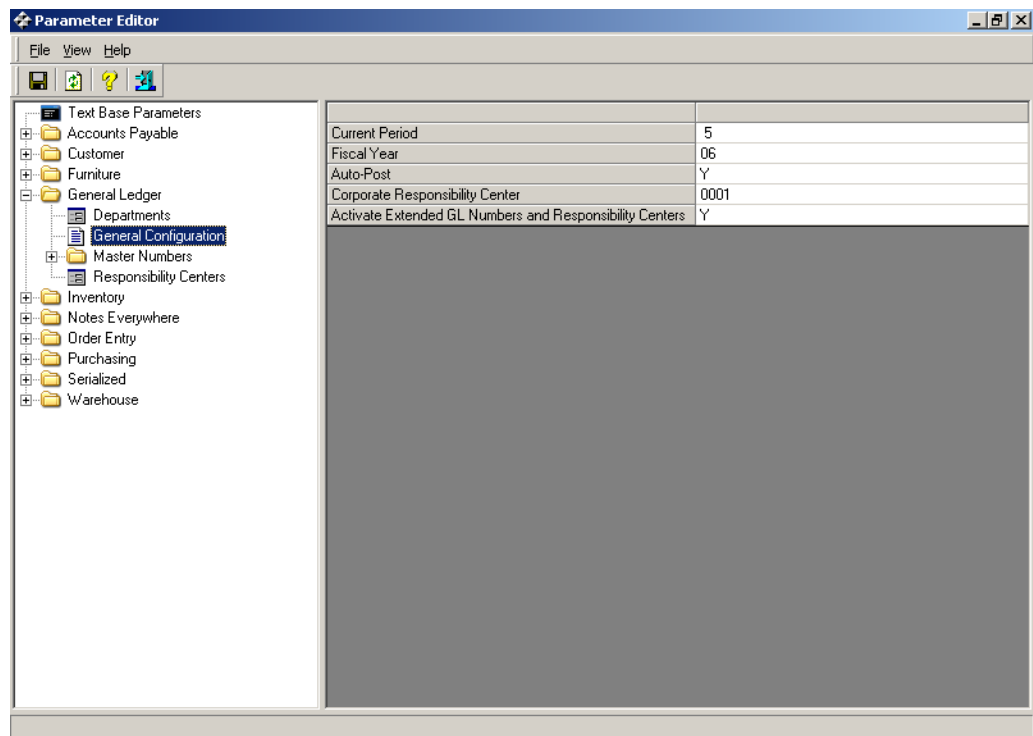 Parameter Editor
File View Help
Text Base Parameters
Accounts Payable
Customer
Furniture
General Ledger
Departments
General Configuration
Master Numbers
Responsibility Centers
Inventory
Notes Everywhere
Order Entry
Purchasing
Serialized
Warehouse
Current Period 5
Fiscal Year 06
Auto-Post Y
Corporate Responsibility Center 0001
Activate Extended GL Numbers and Responsibility Centers Y